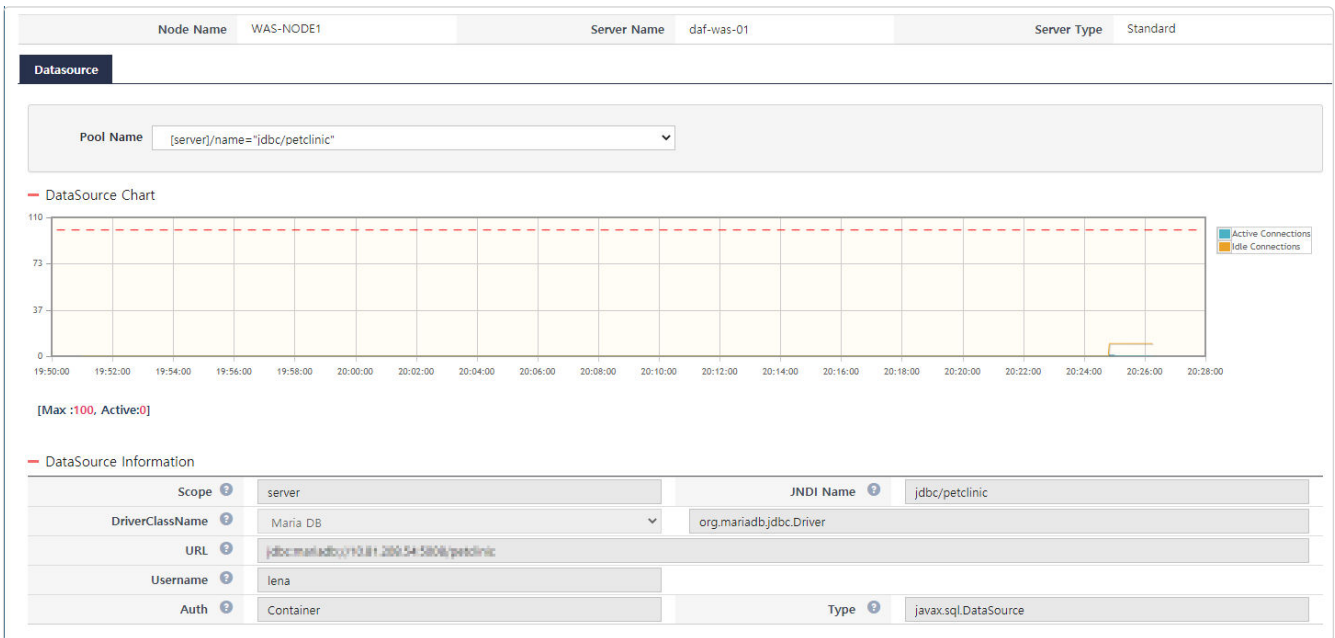 Node Name WAS-NODE1 Server Name daf-was-01 Server Type Standard
Datasource
Pool Name [server]/name="jdbc/petclinic"
DataSource Chart
110
73
37
0
Active Connections
Idle Connections
19:50:00 19:52:00 19:54:00 19:56:00 19:58:00 20:00:00 20:02:00 20:04:00 20:06:00 20:08:00 20:10:00 20:12:00 20:14:00 20:16:00 20:18:00 20:20:00 20:22:00 20:24:00 20:26:00 20:28:00
[Max :100, Active:0]
DataSource Information
Scope ? server JNDI Name ? jdbc/petclinic
DriverClassName ? Maria DB org.mariadb.jdbc.Driver
URL ?
Username ? lena
Auth ? Container Type ? javax.sql.DataSource